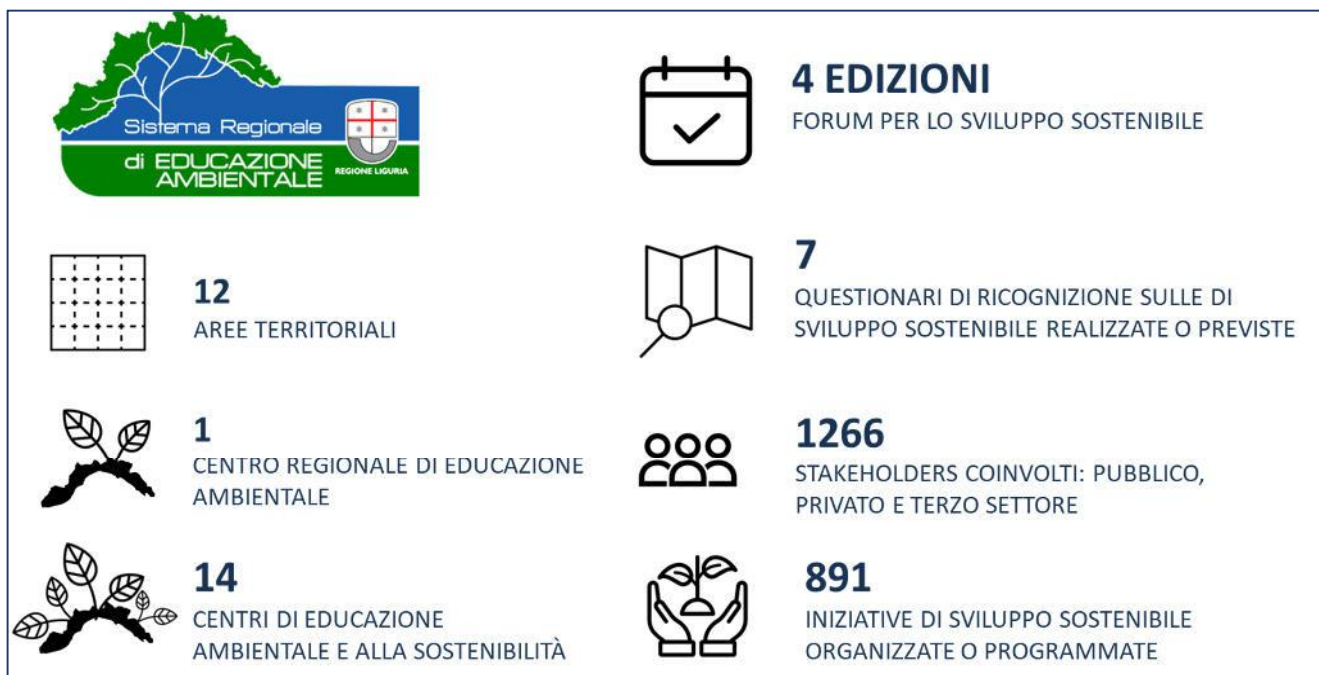 Sistema Regionale
di EDUCAZIONE
AMBIENTALE
REGIONE LIGURIA
12
AREE TERRITORIALI
1
CENTRO REGIONALE DI EDUCAZIONE
AMBIENTALE
14
CENTRI DI EDUCAZIONE
AMBIENTALE E ALLA SOSTENIBILITÀ
4 EDIZIONI
FORUM PER LO SVILUPPO SOSTENIBILE
7
QUESTIONARI DI RICOGNIZIONE SULLE DI
SVILUPPO SOSTENIBILE REALIZZATE O PREVISTE
1266
STAKEHOLDERS COINVOLTI: PUBBLICO,
PRIVATO E TERZO SETTORE
891
INIZIATIVE DI SVILUPPO SOSTENIBILE
ORGANIZZATE O PROGRAMMATE